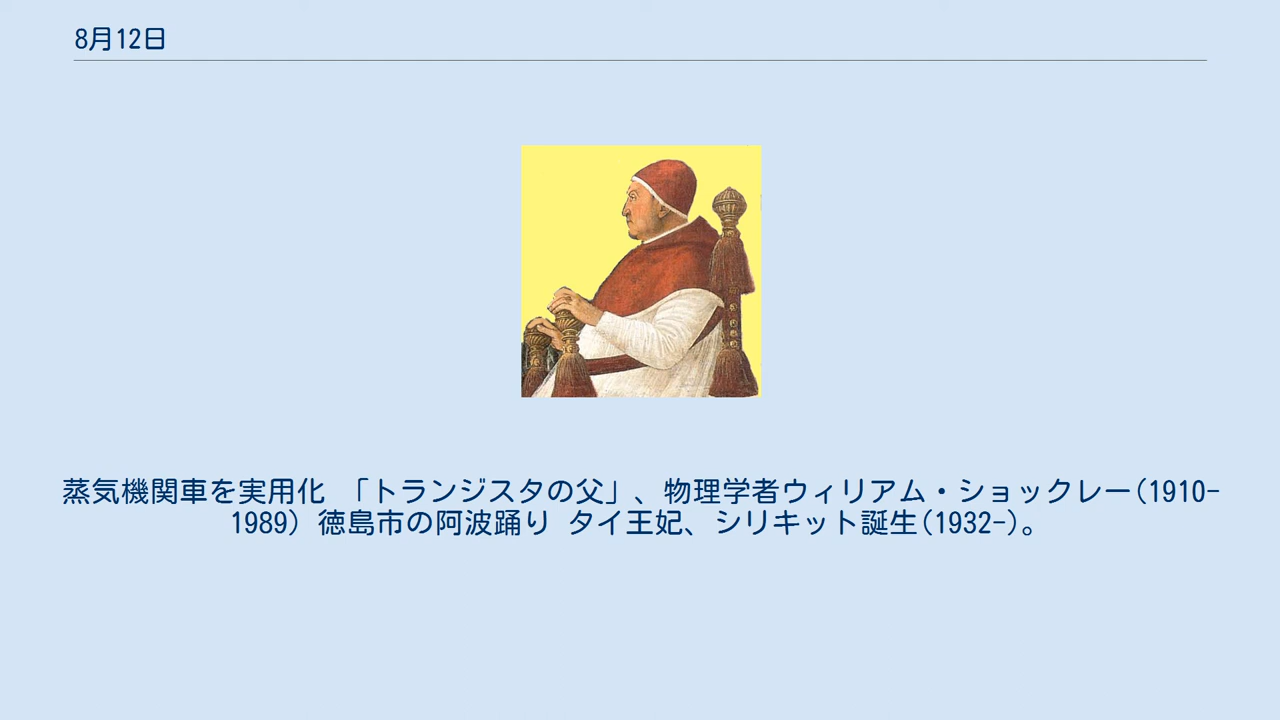 8月12日
蒸気機関車を実用化 「トランジスタの父」、物理学者ウィリアム・ショックレー(1910-
1989) 徳島市の阿波踊り タイ王妃、シリキット誕生(1932-)。